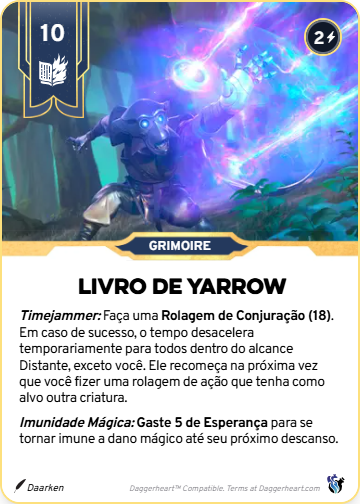 10
2
GRIMOIRE
LIVRO DE YARROW
Timejammer: Faça uma Rolagem de Conjuração (18).
Em caso de sucesso, o tempo desacelera
temporariamente para todos dentro do alcance
Distante, exceto você. Ele recomeça na próxima vez
que você fizer uma rolagem de ação que tenha como
alvo outra criatura.
Imunidade Mágica: Gaste 5 de Esperança para se
tornar imune a dano mágico até seu próximo descanso.
Daarken
Daggerheart™ Compatible. Terms at Daggerheart.com